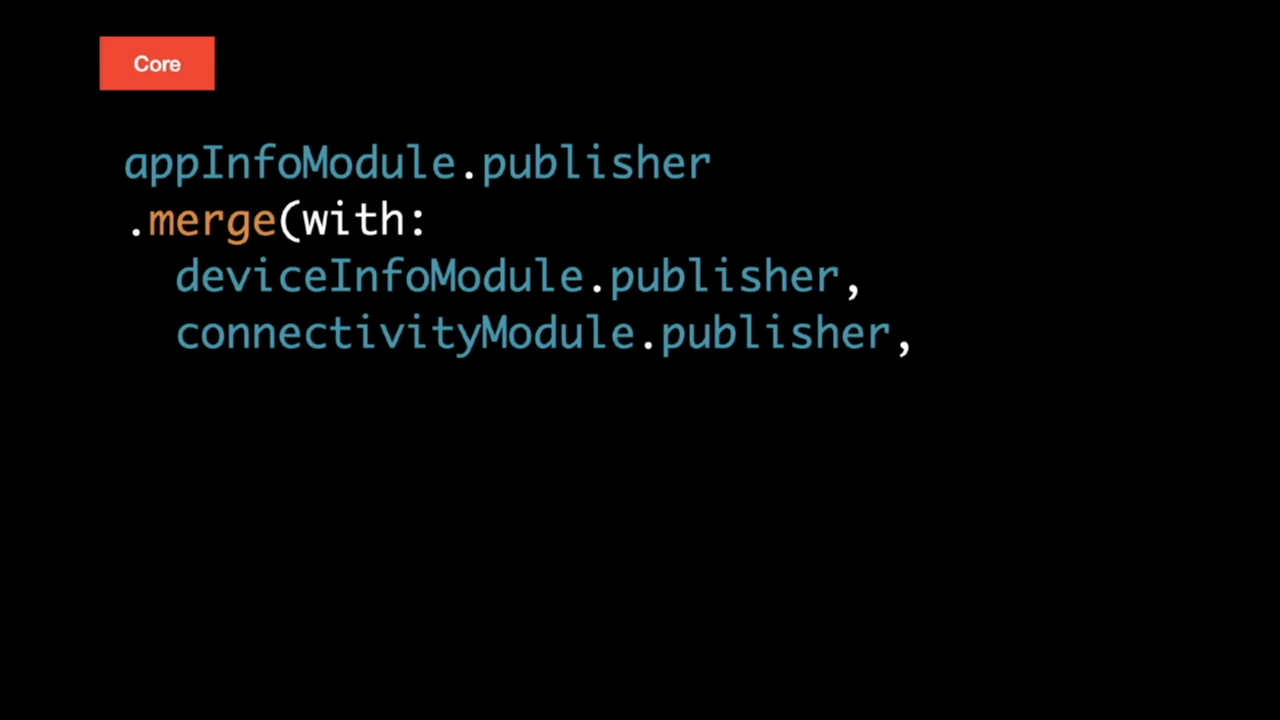 Core
appInfoModule.publisher
.merge(with:
  deviceInfoModule.publisher,
  connectivityModule.publisher,